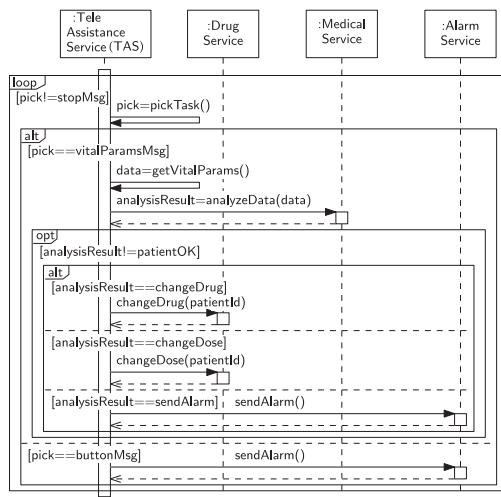 :Tele
Assistance
Service (TAS)
:Drug
Service
:Medical
Service
:Alarm
Service
loop
[pick!=stopMsg]
pick=pickTask()
alt
[pick==vitalParamsMsg]
data=getVitalParams()
analysisResult=analyzeData(data)
opt
[analysisResult!=patientOK]
alt
[analysisResult==changeDrug]
changeDrug(patientId)
[analysisResult==changeDose]
changeDose(patientId)
[analysisResult==sendAlarm] sendAlarm()
[pick==buttonMsg] sendAlarm()